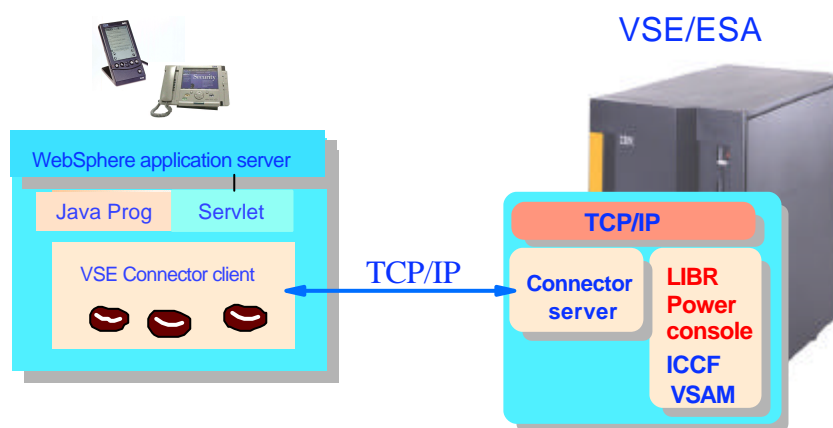 VSE/ESA
IBM
WebSphere application server
Java Prog
Servlet
VSE Connector client
TCP/IP
TCP/IP
Connector
server
LIBR
Power
console
ICCF
VSAM